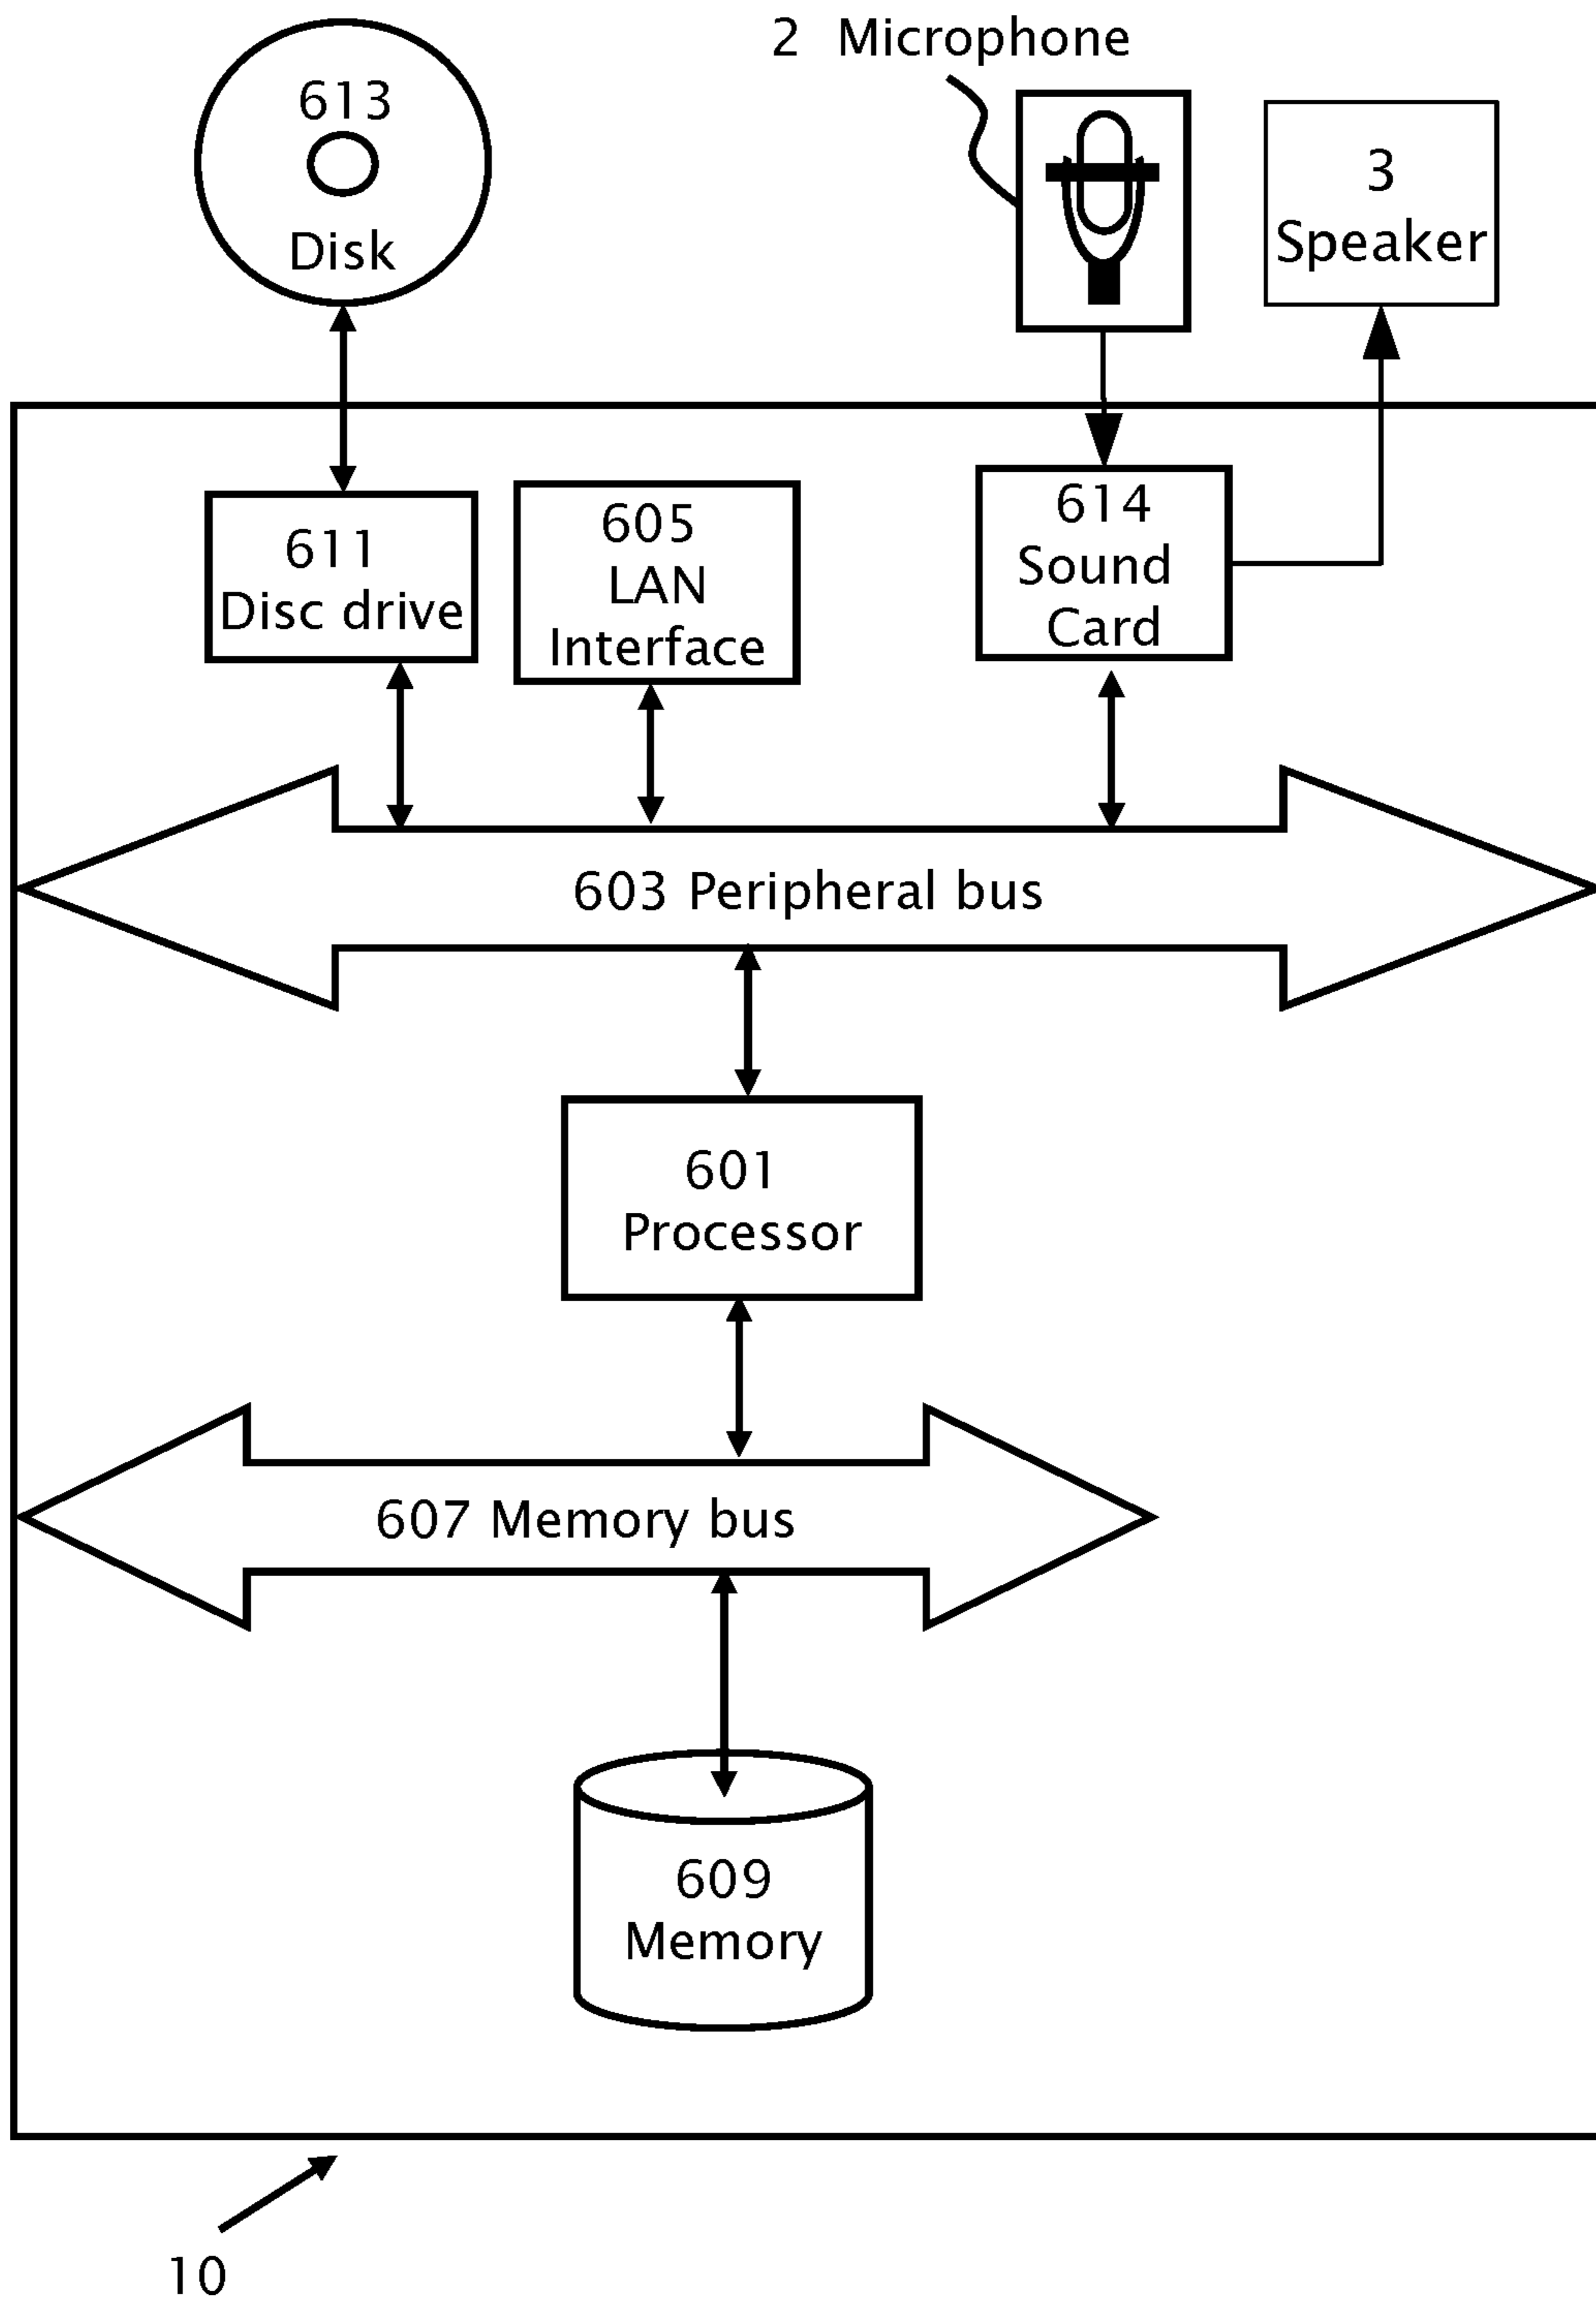 2 Microphone
613
Disk
3
Speaker
611
Disc drive
605
LAN
Interface
614
Sound
Card
603 Peripheral bus
601
Processor
607 Memory bus
609
Memory
10